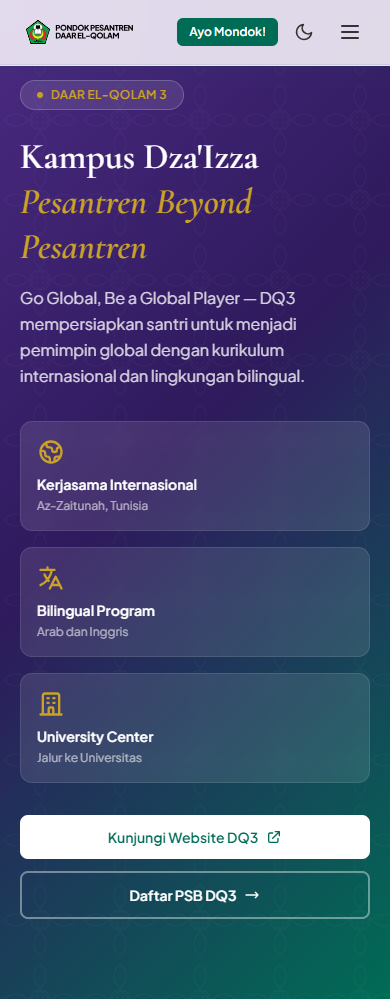 PONDOK PESANTREN
DAAR EL-QOLAM
Ayo Mondok!
DAAR EL-QOLAM 3
Kampus Dza'Izza
Pesantren Beyond
Pesantren
Go Global, Be a Global Player — DQ3
mempersiapkan santri untuk menjadi
pemimpin global dengan kurikulum
internasional dan lingkungan bilingual.
Kerjasama Internasional
Az-Zaitunah, Tunisia
Bilingual Program
Arab dan Inggris
University Center
Jalur ke Universitas
Kunjungi Website DQ3
Daftar PSB DQ3 →